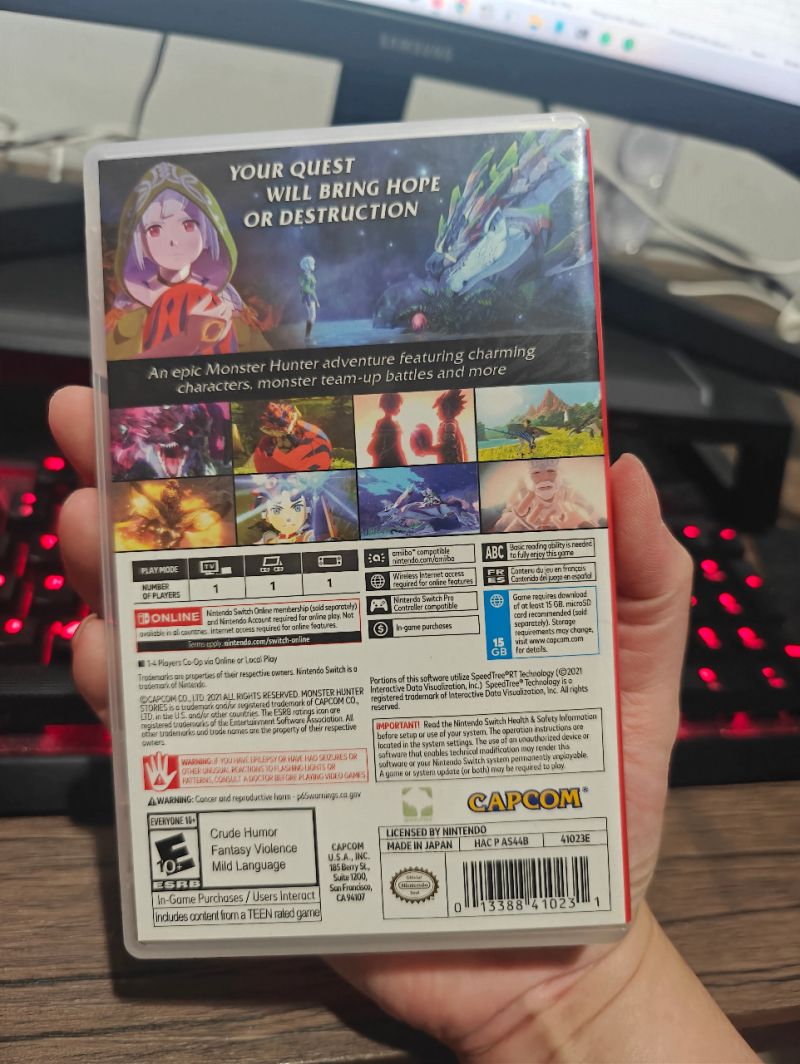 SAMSUNG
YOUR QUEST
WILL BRING HOPE
OR DESTRUCTION
An epic Monster Hunter adventure featuring charming
characters, monster team-up battles and more
PLAY MODE
TV
NUMBER
OF PLAYERS
1
1
1
amiibo™ compatible
nintendo.com/amiibo
Wireless Internet access
required for online features
Nintendo Switch Pro
Controller compatible
In-game purchases
ABC
Basic reading ability is needed
to fully enjoy this game
FR
ES
Contenu du jeu en français
Contenido del juego en español
15
GB
Game requires download
of at least 15 GB. microSD
card recommended (sold
separately). Storage
requirements may change,
visit www.capcom.com
for details.
ONLINE
Nintendo Switch Online membership (sold separately)
and Nintendo Account required for online play. Not
available in all countries. Internet access required for online features.
Terms apply. nintendo.com/switch-online
1-4 Players Co-Op via Online or Local Play
Trademarks are properties of their respective owners. Nintendo Switch is a
trademark of Nintendo.
©CAPCOM CO., LTD. 2021 ALL RIGHTS RESERVED. MONSTER HUNTER
STORIES is a trademark and/or registered trademark of CAPCOM CO.,
LTD. in the U.S. and/or other countries. The ESRB ratings icon are
registered trademarks of the Entertainment Software Association. All
other trademarks and trade names are the property of their respective
owners.
Portions of this software utilize SpeedTree®RT Technology (©2021
Interactive Data Visualization, Inc.) SpeedTree® Technology is a
registered trademark of Interactive Data Visualization, Inc. All rights
reserved.
IMPORTANT! Read the Nintendo Switch Health & Safety Information
before setup or use of your system. The operation instructions are
located in the system settings. The use of an unauthorized device or
software that enables technical modification may render this
software or your Nintendo Switch system permanently unplayable.
A game or system update (or both) may be required to play.
WARNING: IF YOU HAVE EPILEPSY OR HAVE HAD SEIZURES OR
OTHER UNUSUAL REACTIONS TO FLASHING LIGHTS OR
PATTERNS, CONSULT A DOCTOR BEFORE PLAYING VIDEO GAMES
WARNING: Cancer and reproductive harm - p65warnings.ca.gov
EVERYONE 10+
E
10+
ESRB
Crude Humor
Fantasy Violence
Mild Language
In-Game Purchases / Users Interact
Includes content from a TEEN rated game
CAPCOM
U.S.A., INC.
185 Berry St.,
Suite 1200,
San Francisco,
CA 94107
CAPCOM®
LICENSED BY NINTENDO
MADE IN JAPAN
HAC P AS44B
41023E
Official
Nintendo
Seal
0 13388 41023 1